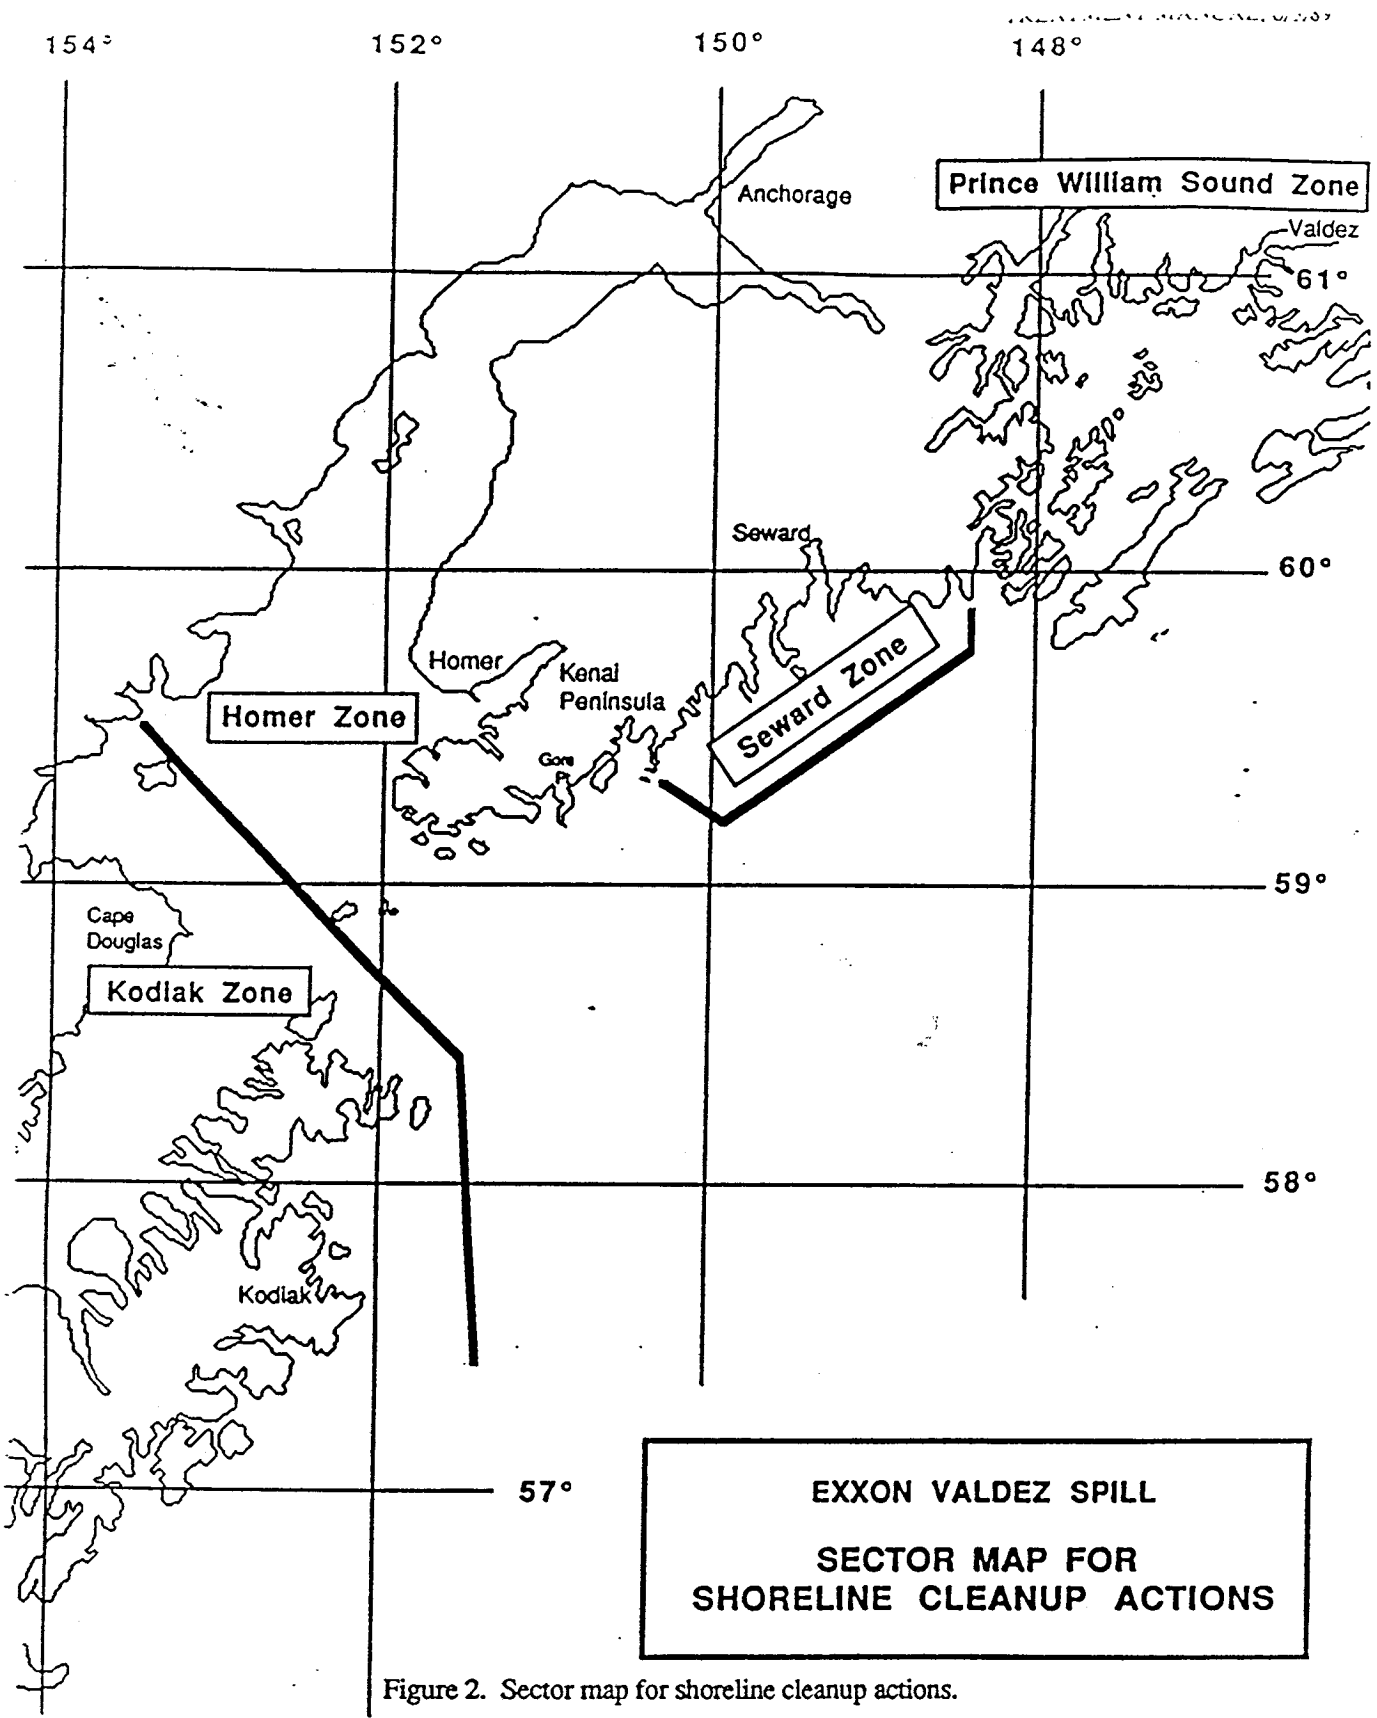 154°
152°
150°
148°
Anchorage
Prince William Sound Zone
Valdez
61°
Seward
60°
Homer
Kenai
Peninsula
Homer Zone
Seward Zone
Gore
Pt.
59°
Cape
Douglas
Kodiak Zone
58°
Kodiak
57°
EXXON VALDEZ SPILL
SECTOR MAP FOR
SHORELINE CLEANUP ACTIONS
Figure 2. Sector map for shoreline cleanup actions.